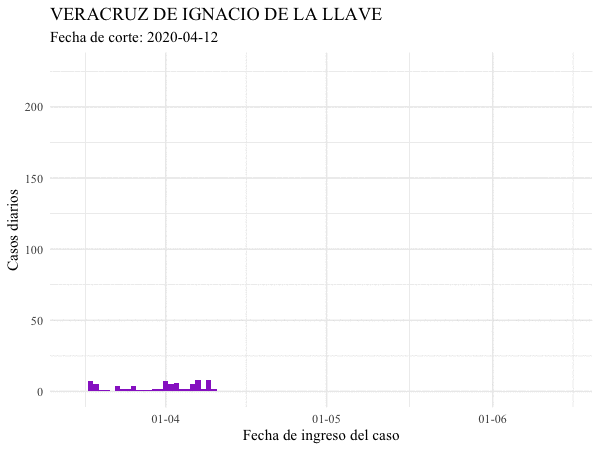 VERACRUZ DE IGNACIO DE LA LLAVE
Fecha de corte: 2020-04-12
Casos diarios
200
150
100
50
0
01-04 01-05 01-06
Fecha de ingreso del caso